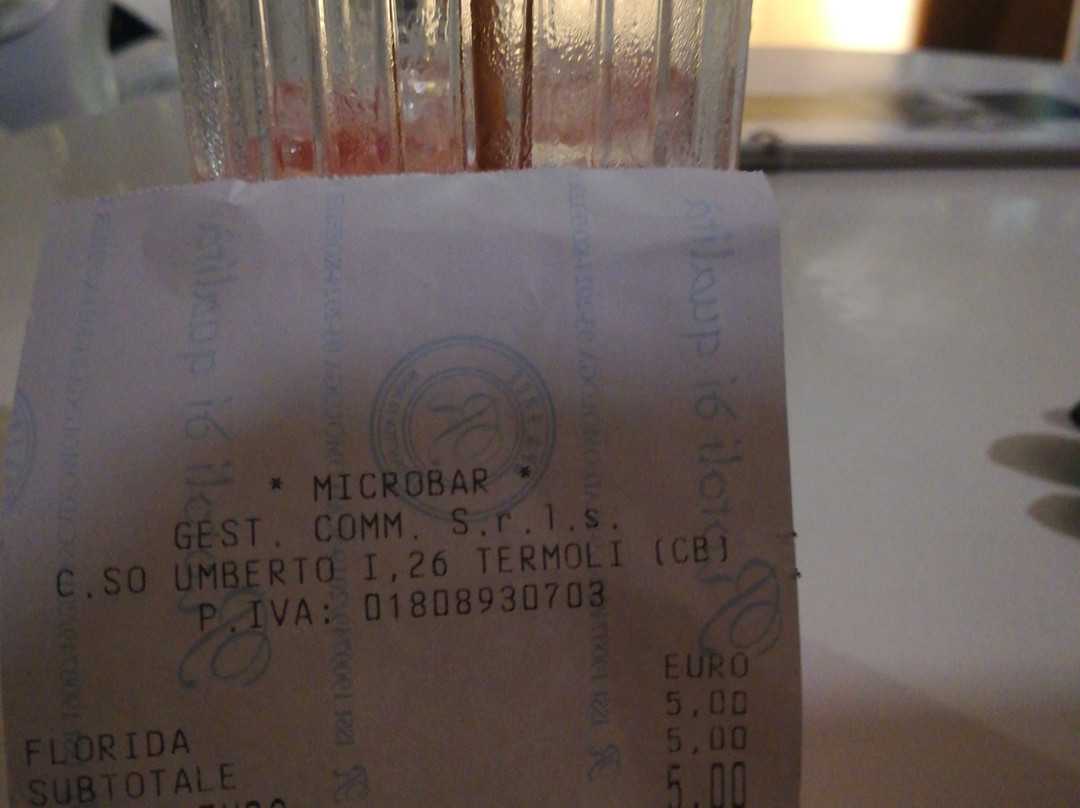 * MICROBAR *
GEST. COMM. S.r.l.s.
C.SO UMBERTO I,26 TERMOLI (CB)
P.IVA: 01808930703
EURO
FLORIDA 5,00
SUBTOTALE 5,00
EURO 5,00